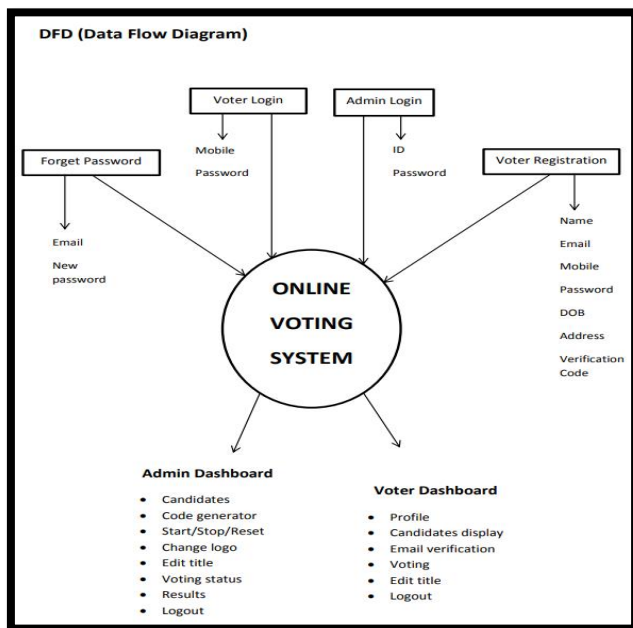 DFD (Data Flow Diagram)
Voter Login
Admin Login
Mobile
Password
ID
Password
Forget Password
Voter Registration
Email
New
password
Name
Email
Mobile
Password
DOB
Address
Verification
Code
ONLINE
VOTING
SYSTEM
Admin Dashboard
• Candidates
• Code generator
• Start/Stop/Reset
• Change logo
• Edit title
• Voting status
• Results
• Logout
Voter Dashboard
• Profile
• Candidates display
• Email verification
• Voting
• Edit title
• Logout